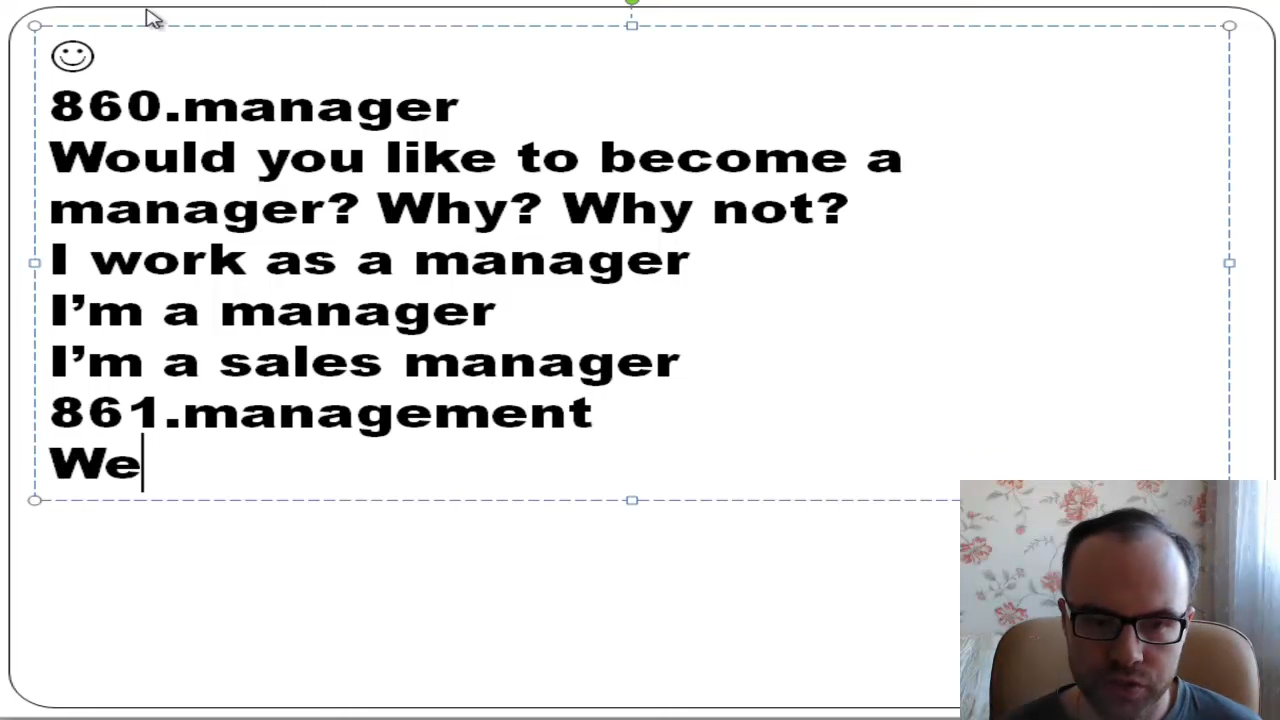 860.manager
Would you like to become a
manager? Why? Why not?
I work as a manager
I’m a manager
I’m a sales manager
861.management
We